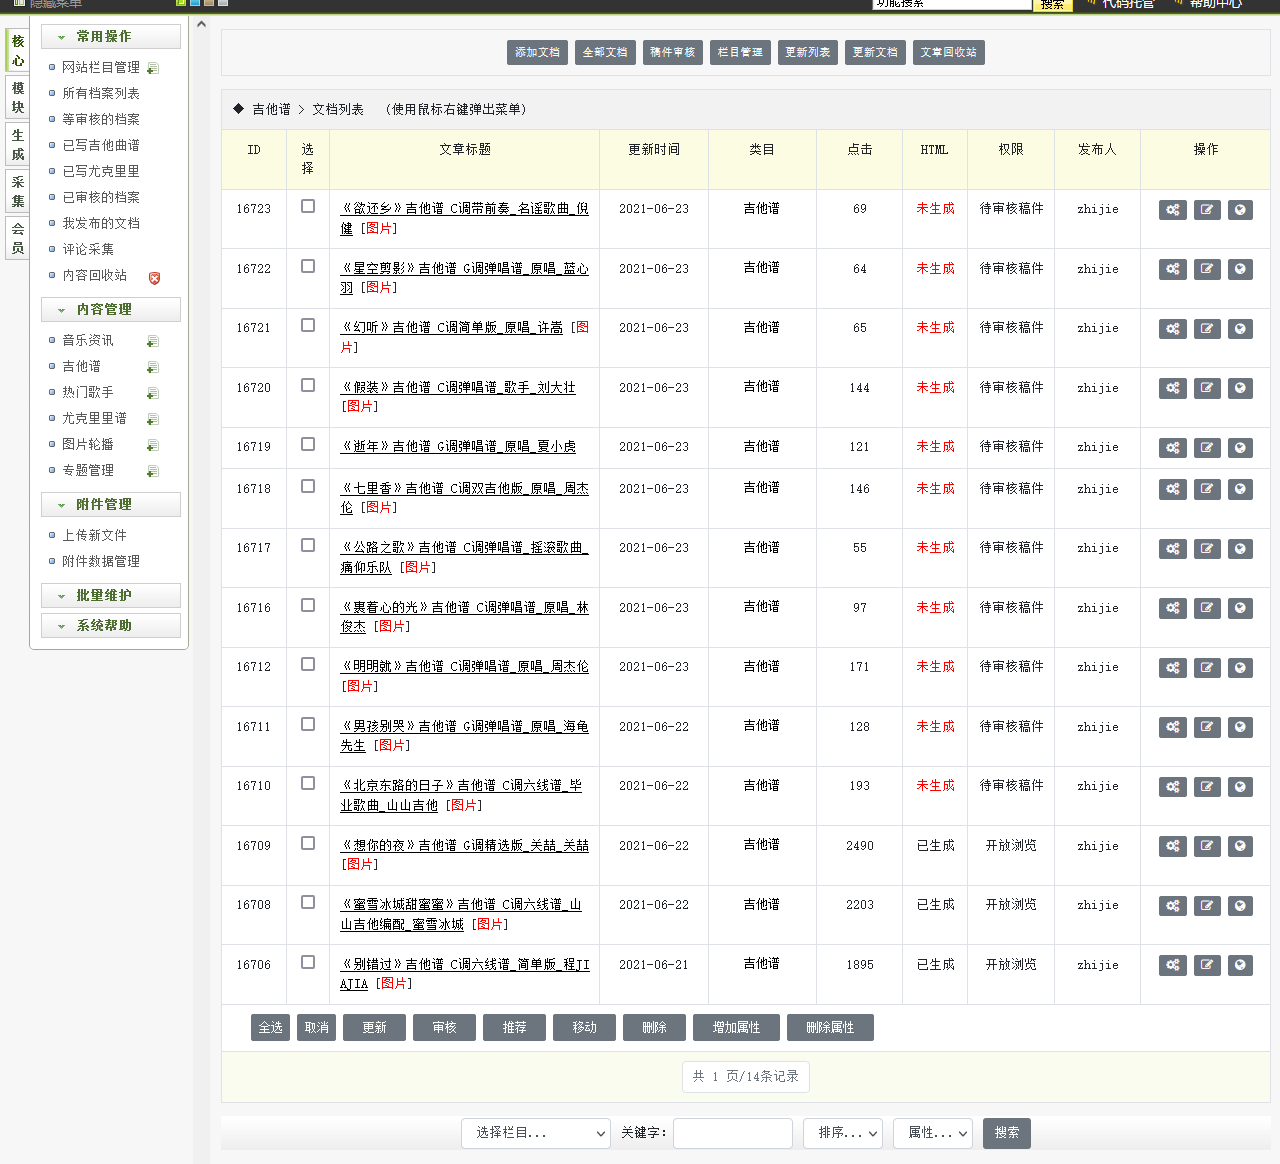 隐藏菜单
功能搜索 搜索 代码托管 帮助中心
核心
模块
生成
采集
会员
常用操作
网站栏目管理
所有档案列表
等审核的档案
已写吉他曲谱
已写尤克里里
已审核的档案
我发布的文档
评论采集
内容回收站
内容管理
音乐资讯
吉他谱
热门歌手
尤克里里谱
图片轮播
专题管理
附件管理
上传新文件
附件数据管理
批量维护
系统帮助
添加文档 全部文档 稿件审核 栏目管理 更新列表 更新文档 文章回收站
◆ 吉他谱 > 文档列表 （使用鼠标右键弹出菜单）
ID 选择 文章标题 更新时间 类目 点击 HTML 权限 发布人 操作
16723 《欲还乡》吉他谱 C调带前奏_名谣歌曲_倪健 [图片] 2021-06-23 吉他谱 69 未生成 待审核稿件 zhijie
16722 《星空剪影》吉他谱 G调弹唱谱_原唱_蓝心羽 [图片] 2021-06-23 吉他谱 64 未生成 待审核稿件 zhijie
16721 《幻听》吉他谱 C调简单版_原唱_许嵩 [图片] 2021-06-23 吉他谱 65 未生成 待审核稿件 zhijie
16720 《假装》吉他谱 C调弹唱谱_歌手_刘大壮 [图片] 2021-06-23 吉他谱 144 未生成 待审核稿件 zhijie
16719 《逝年》吉他谱 G调弹唱谱_原唱_夏小虎 2021-06-23 吉他谱 121 未生成 待审核稿件 zhijie
16718 《七里香》吉他谱 C调双吉他版_原唱_周杰伦 [图片] 2021-06-23 吉他谱 146 未生成 待审核稿件 zhijie
16717 《公路之歌》吉他谱 C调弹唱谱_摇滚歌曲_痛仰乐队 [图片] 2021-06-23 吉他谱 55 未生成 待审核稿件 zhijie
16716 《裹着心的光》吉他谱 C调弹唱谱_原唱_林俊杰 [图片] 2021-06-23 吉他谱 97 未生成 待审核稿件 zhijie
16712 《明明就》吉他谱 C调弹唱谱_原唱_周杰伦 [图片] 2021-06-23 吉他谱 171 未生成 待审核稿件 zhijie
16711 《男孩别哭》吉他谱 G调弹唱谱_原唱_海龟先生 [图片] 2021-06-22 吉他谱 128 未生成 待审核稿件 zhijie
16710 《北京东路的日子》吉他谱 C调六线谱_毕业歌曲_山山吉他 [图片] 2021-06-22 吉他谱 193 未生成 待审核稿件 zhijie
16709 《想你的夜》吉他谱 G调精选版_关喆_关喆 [图片] 2021-06-22 吉他谱 2490 已生成 开放浏览 zhijie
16708 《蜜雪冰城甜蜜蜜》吉他谱 C调六线谱_山山吉他编配_蜜雪冰城 [图片] 2021-06-22 吉他谱 2203 已生成 开放浏览 zhijie
16706 《别错过》吉他谱 C调六线谱_简单版_程JIAJIA [图片] 2021-06-21 吉他谱 1895 已生成 开放浏览 zhijie
全选 取消 更新 审核 推荐 移动 删除 增加属性 删除属性
共 1 页/14条记录
选择栏目... 关键字: 排序... 属性... 搜索